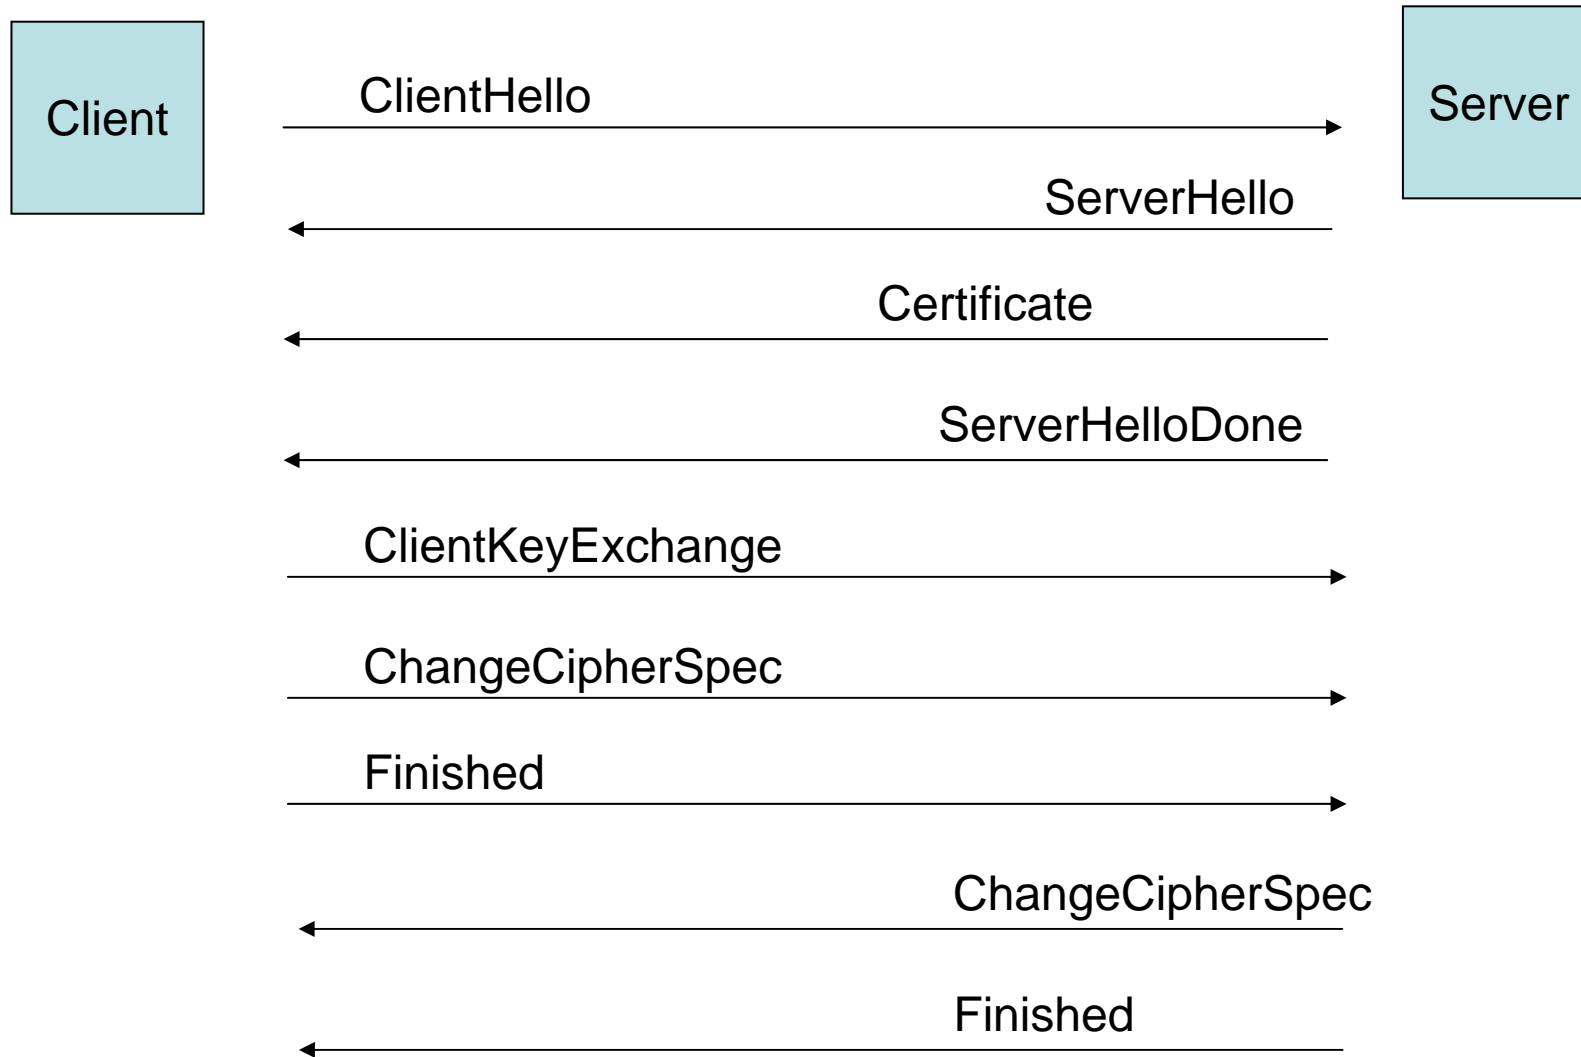 Client
Server
ClientHello
ServerHello
Certificate
ServerHelloDone
ClientKeyExchange
ChangeCipherSpec
Finished
ChangeCipherSpec
Finished